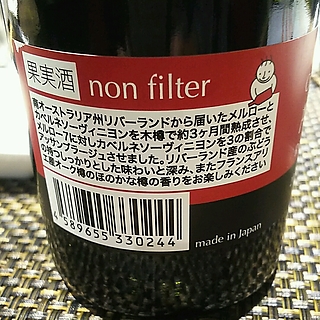 果実酒
non filter
南オーストラリア州リバーランドから届いたメルローと
カベルネソーヴィニヨンを木樽で約3ヶ月間熟成させ、
メルロー7に対しカベルネソーヴィニヨンを3の割合で
アッサンブラージュさせました。リバーランド産のぶどう
のしっかりとした味わいと深み、またフランスアリ
エ産オーク樽のほのかな樽の香りをお楽しみください
4589655330244
made in Japan